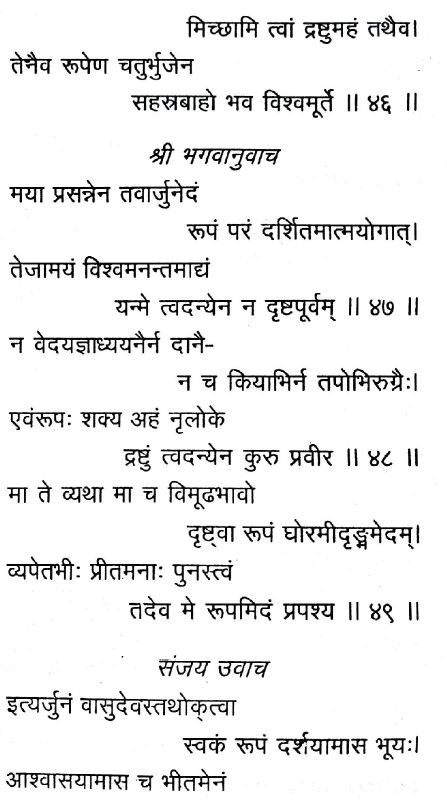 मिच्छामि त्वां द्रष्टुमहं तथैव।
तेनैव रूपेण चतुर्भुजेन
सहस्रबाहो भव विश्वमूर्ते ॥ ४६ ॥
श्री भगवानुवाच
मया प्रसन्नेन तवार्जुनेदं
रूपं परं दर्शितमात्मयोगात्।
तेजामयं विश्वमनन्तमाद्यं
यन्मे त्वदन्येन न दृष्टपूर्वम् ॥ ४७ ॥
न वेदयज्ञाध्ययनैर्न दानै-
न च कियाभिर्न तपोभिरुग्रैः।
एवंरूपः शक्य अहं नृलोके
द्रष्टुं त्वदन्येन कुरु प्रवीर ॥ ४८ ॥
मा ते व्यथा मा च विमूढभावो
दृष्ट्वा रूपं घोरमीदृङ्ममेदम्।
व्यपेतभीः प्रीतमनाः पुनस्त्वं
तदेव मे रूपमिदं प्रपश्य ॥ ४९ ॥
संजय उवाच
इत्यर्जुनं वासुदेवस्तथोक्त्वा
स्वकं रूपं दर्शयामास भूयः।
आश्वासयामास च भीतमेनं